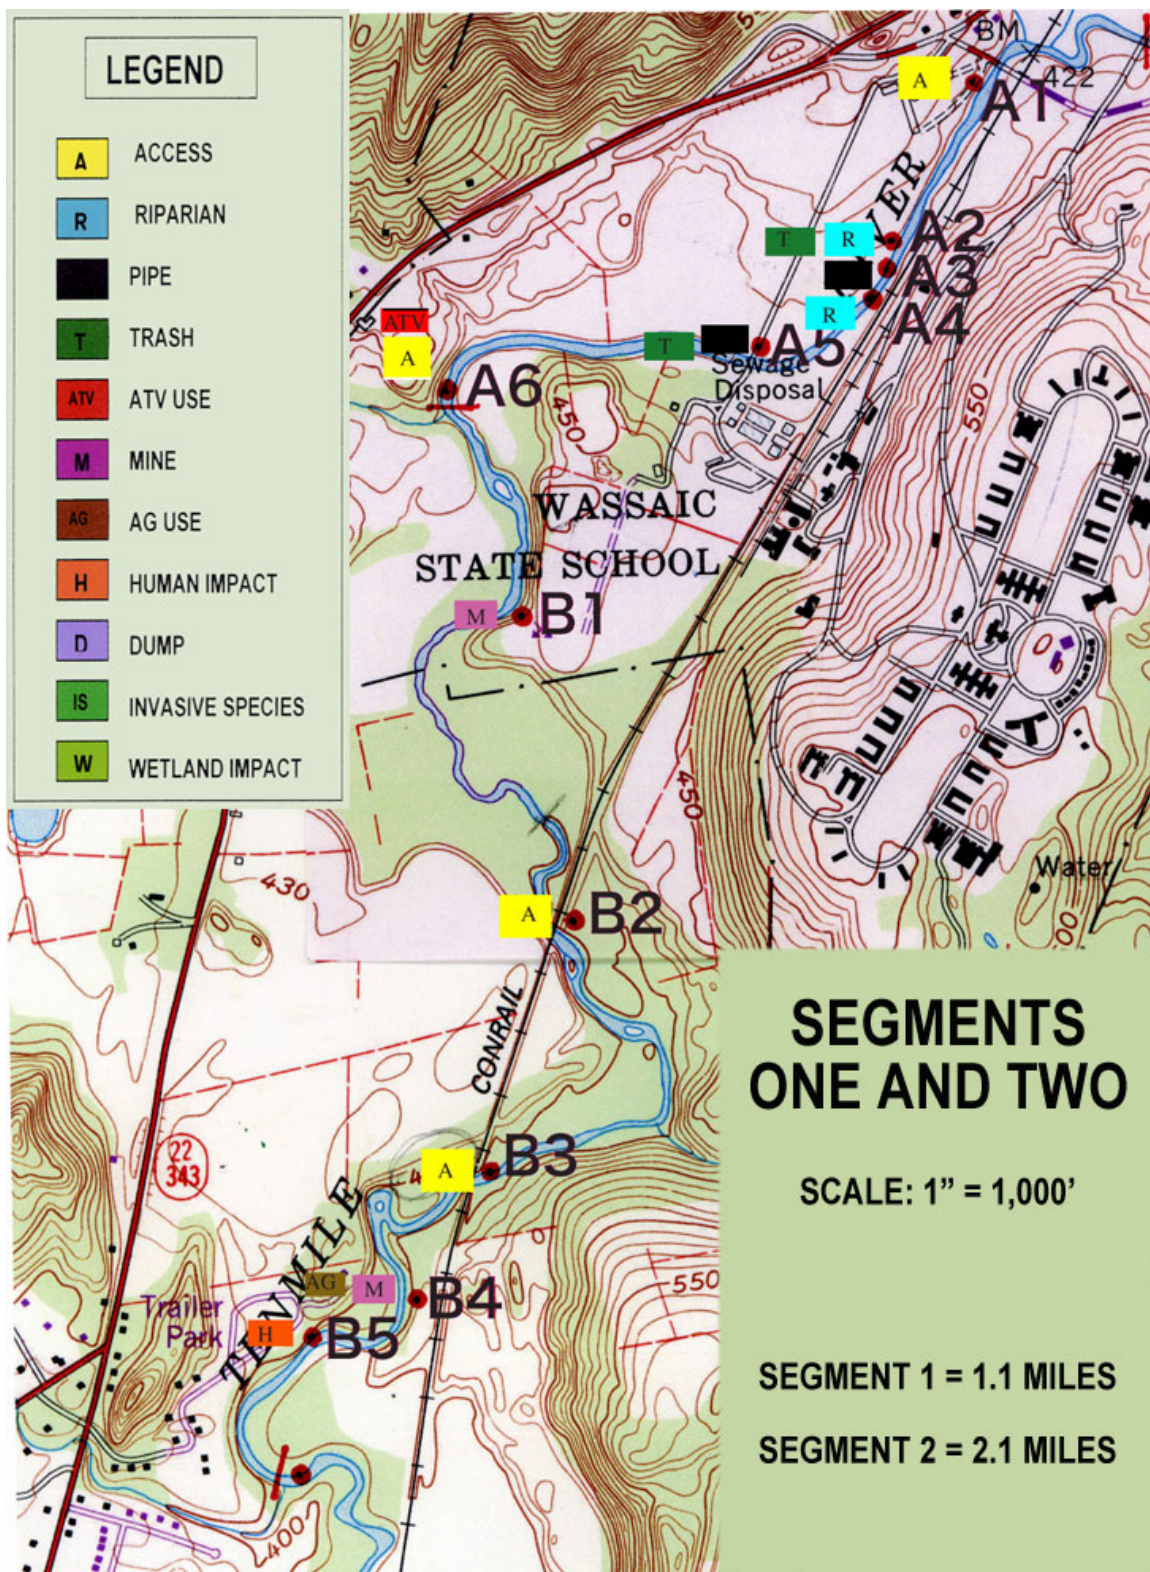 LEGEND
A ACCESS
R RIPARIAN
PIPE
T TRASH
ATV ATV USE
M MINE
AG AG USE
H HUMAN IMPACT
D DUMP
IS INVASIVE SPECIES
W WETLAND IMPACT
550
BM
A
422
A1
RIVER
T R A2
A3
R A4
ATV
A
T A5
Sewage
Disposal
A6
450
550
WASSAIC
STATE SCHOOL
M B1
450
Water
430
A B2
500
CONRAIL
22
343
A B3
TENMILE
AG M B4
550
Trailer
Park
H B5
400
SEGMENTS
ONE AND TWO
SCALE: 1” = 1,000’
SEGMENT 1 = 1.1 MILES
SEGMENT 2 = 2.1 MILES